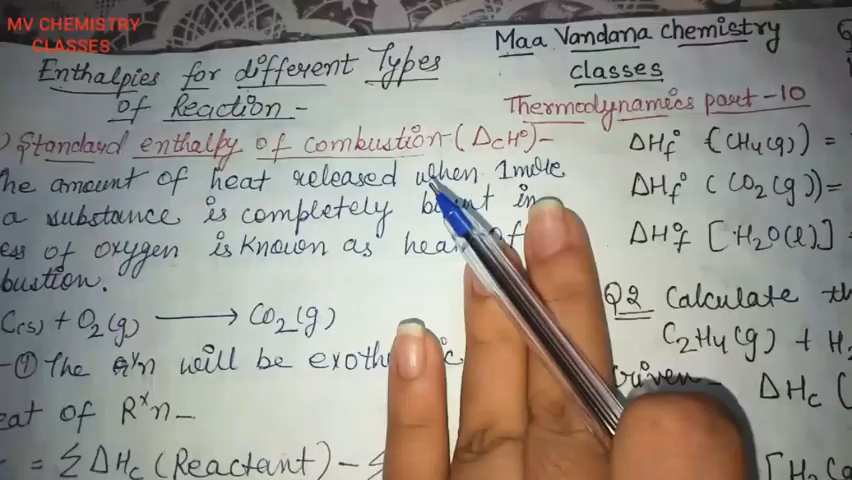 MV CHEMISTRY
CLASSES
Enthalpies for different Types
of Reaction -
) Standard enthalpy of combustion-(ΔcH°)-
he amount of heat released when 1 mole
a substance is completely in
ess of oxygen is known as heat of
bustion.
C(s) + O₂(g) ⟶ CO₂(g)
-① The rxn will be
eat of Rxn -
= ΣΔHc (Reactant) - Σ
Maa Vandana chemistry
classes
Thermodynamics part-10
ΔHf° (CH₄(g)) =
ΔHf° (CO₂(g)) =
ΔHf° [H₂O(l)] =
Q2 Calculate th
C₂H₄(g) + H₂
Given-
ΔHc (